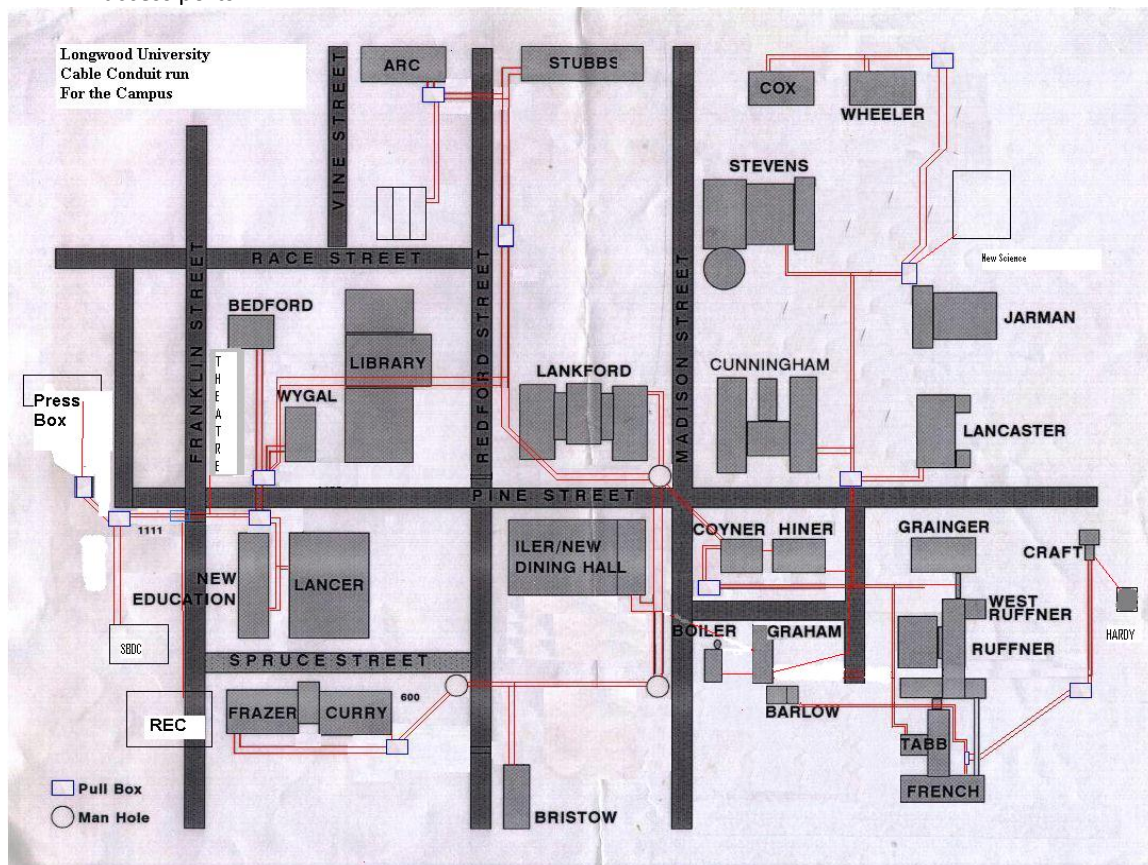 Longwood University
Cable Conduit run
For the Campus
ARC
STUBBS
COX
WHEELER
VINE STREET
STEVENS
New Science
RACE STREET
FRANKLIN STREET
REDFORD STREET
MADISON STREET
BEDFORD
JARMAN
THEATRE
LIBRARY
LANKFORD
CUNNINGHAM
Press
Box
WYGAL
LANCASTER
PINE STREET
1111
COYNER
HINER
GRAINGER
ILER/NEW
DINING HALL
CRAFT
NEW
EDUCATION
LANCER
WEST
RUFFNER
HARDY
SBDC
BOILER
GRAHAM
RUFFNER
SPRUCE STREET
600
REC
FRAZER
CURRY
BARLOW
TABB
FRENCH
Pull Box
Man Hole
BRISTOW